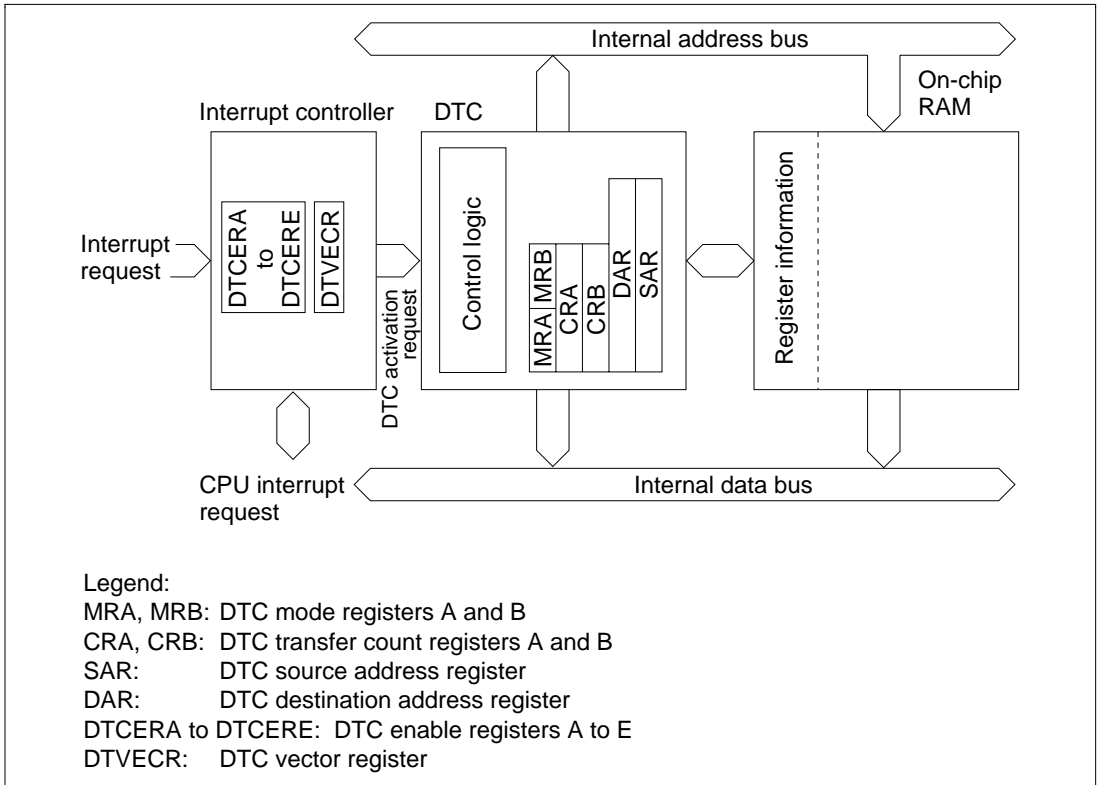 Internal address bus
On-chip
RAM
Interrupt controller
DTC
Interrupt
request
DTCERA
to
DTCERE
DTVECR
DTC activation
request
Control logic
MRA
MRB
CRA
CRB
DAR
SAR
Register information
CPU interrupt
request
Internal data bus
Legend:
MRA, MRB: DTC mode registers A and B
CRA, CRB: DTC transfer count registers A and B
SAR: DTC source address register
DAR: DTC destination address register
DTCERA to DTCERE: DTC enable registers A to E
DTVECR: DTC vector register